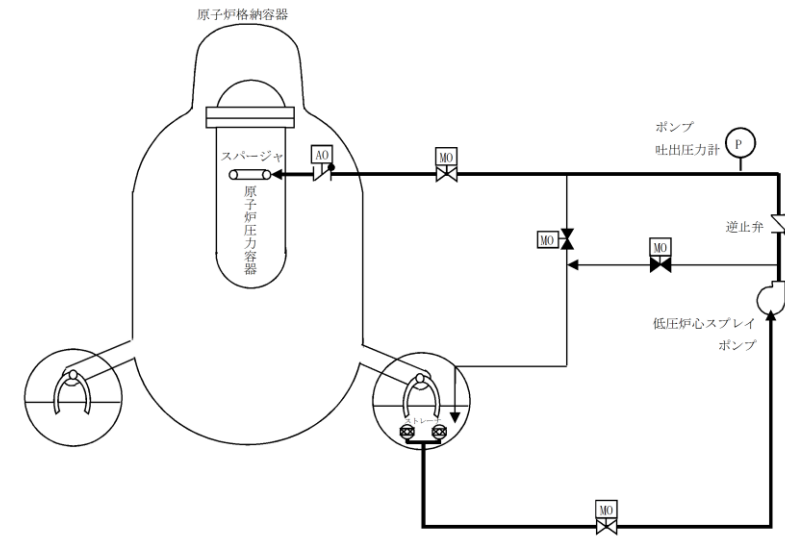 原子炉格納容器
ポンプ
吐出圧力計
P
スパージャ
AO
MO
原子炉圧力容器
逆止弁
MO
MO
低圧炉心スプレイ
ポンプ
ストレーナ
MO